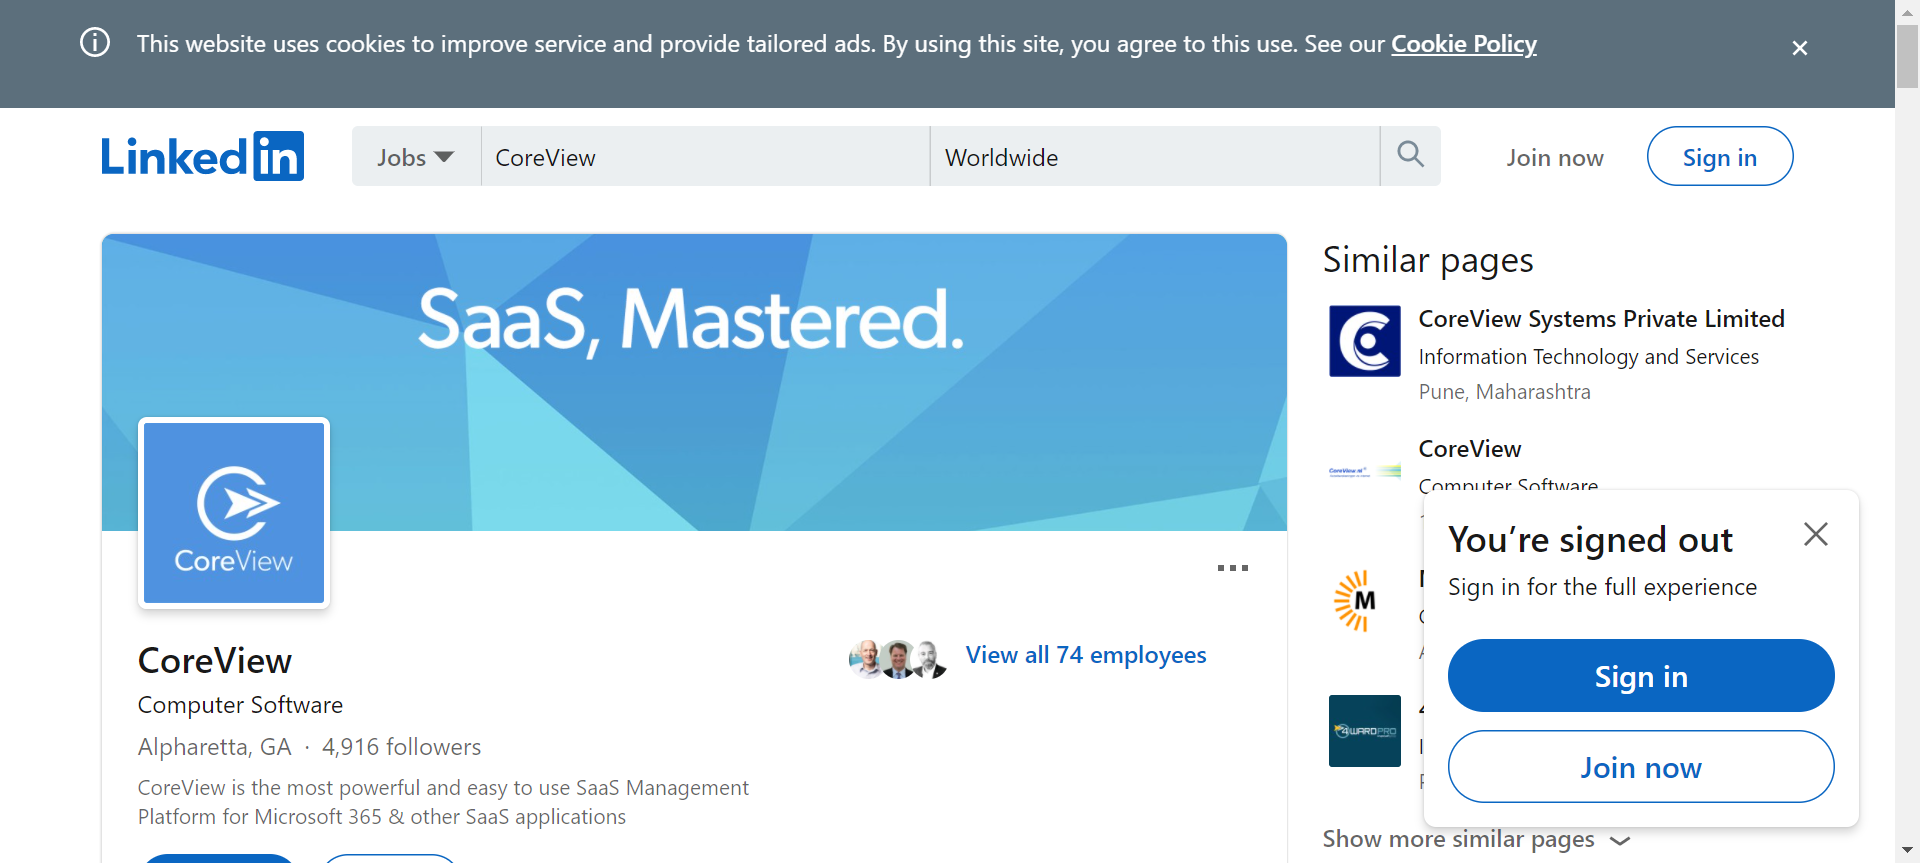 This website uses cookies to improve service and provide tailored ads. By using this site, you agree to this use. See our Cookie Policy
LinkedIn
Jobs
CoreView
Worldwide
Join now
Sign in
SaaS, Mastered.
CoreView
CoreView
Computer Software
Alpharetta, GA · 4,916 followers
CoreView is the most powerful and easy to use SaaS Management
Platform for Microsoft 365 & other SaaS applications
View all 74 employees
Similar pages
CoreView Systems Private Limited
Information Technology and Services
Pune, Maharashtra
CoreView
Computer Software
M
4WARDPRO
Show more similar pages
You’re signed out
Sign in for the full experience
Sign in
Join now